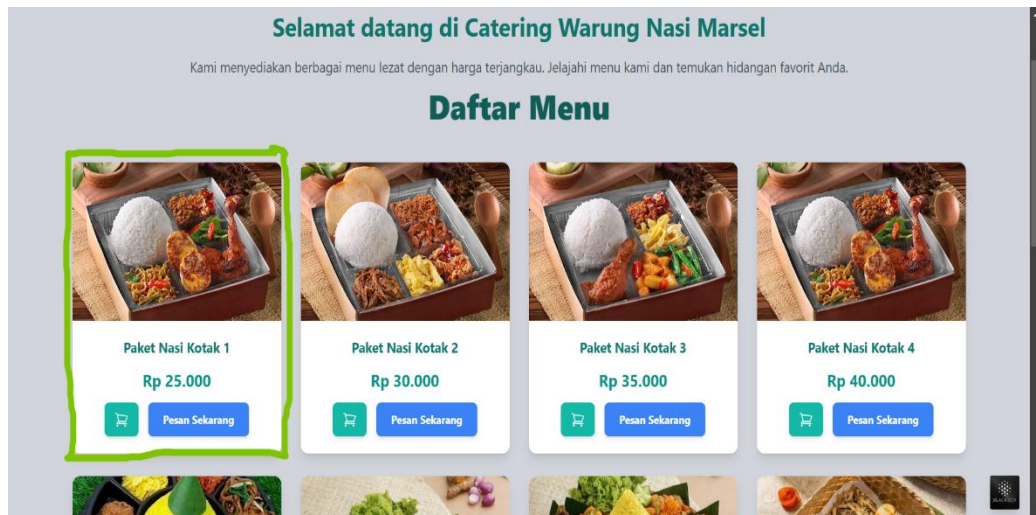 Selamat datang di Catering Warung Nasi Marsel
Kami menyediakan berbagai menu lezat dengan harga terjangkau. Jelajahi menu kami dan temukan hidangan favorit Anda.
Daftar Menu
Paket Nasi Kotak 1
Rp 25.000
Pesan Sekarang
Paket Nasi Kotak 2
Rp 30.000
Pesan Sekarang
Paket Nasi Kotak 3
Rp 35.000
Pesan Sekarang
Paket Nasi Kotak 4
Rp 40.000
Pesan Sekarang